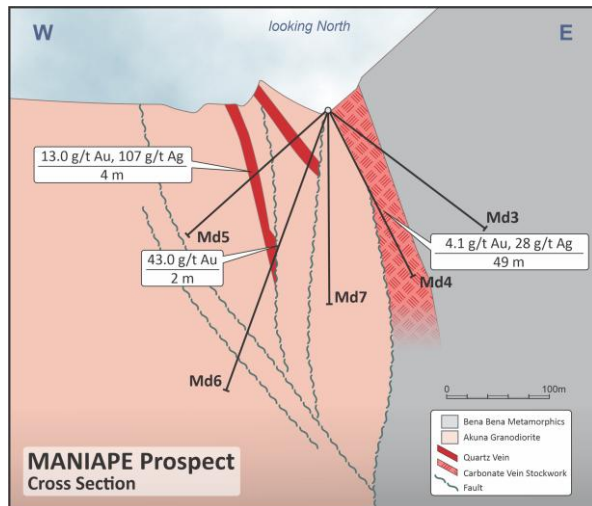 W
looking North
E
13.0 g/t Au, 107 g/t Ag
4 m
Md3
Md5
4.1 g/t Au, 28 g/t Ag
49 m
43.0 g/t Au
2 m
Md4
Md7
Md6
0 100m
Bena Bena Metamorphics
Akuna Granodiorite
Quartz Vein
Carbonate Vein Stockwork
Fault
MANIAPE Prospect
Cross Section